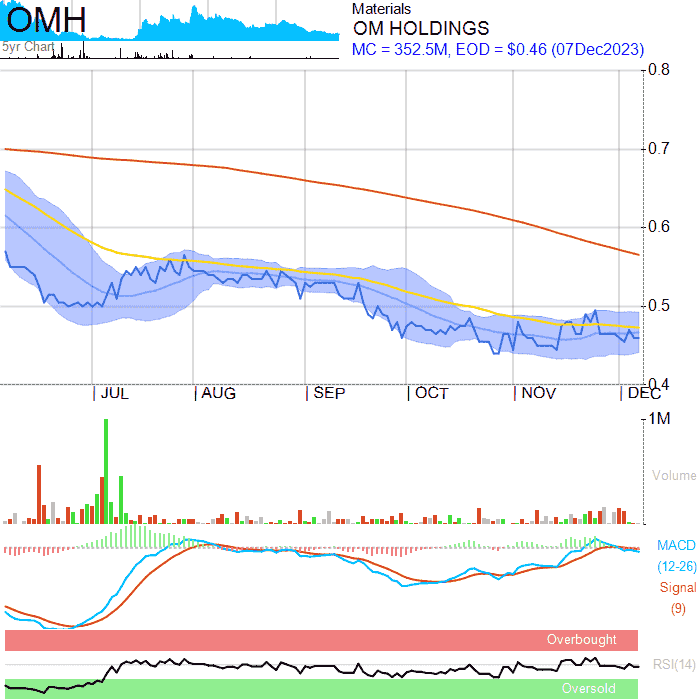 OMH
5yr Chart
Materials
OM HOLDINGS
MC = 352.5M, EOD = $0.46 (07Dec2023)
0.8
0.7
0.6
0.5
0.4
JUL AUG SEP OCT NOV DEC
1M
Volume
MACD
(12-26)
Signal
(9)
Overbought
RSI(14)
Oversold